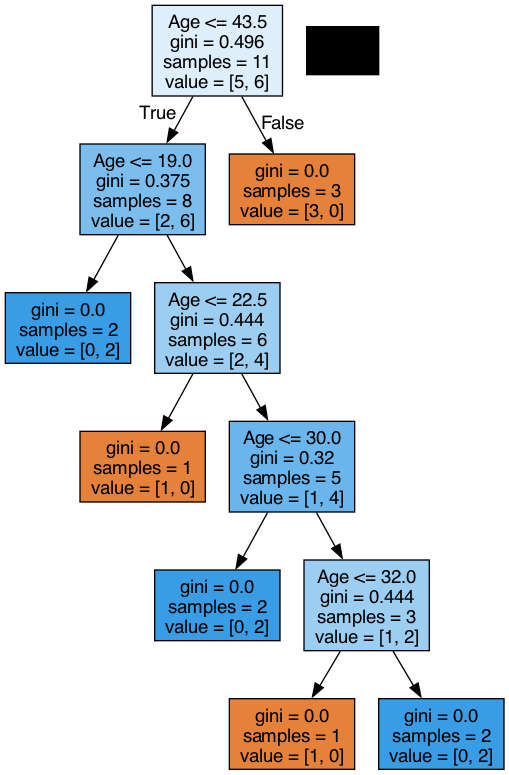 Age <= 43.5
gini = 0.496
samples = 11
value = [5, 6]
True
False
Age <= 19.0
gini = 0.375
samples = 8
value = [2, 6]
gini = 0.0
samples = 3
value = [3, 0]
gini = 0.0
samples = 2
value = [0, 2]
Age <= 22.5
gini = 0.444
samples = 6
value = [2, 4]
gini = 0.0
samples = 1
value = [1, 0]
Age <= 30.0
gini = 0.32
samples = 5
value = [1, 4]
gini = 0.0
samples = 2
value = [0, 2]
Age <= 32.0
gini = 0.444
samples = 3
value = [1, 2]
gini = 0.0
samples = 1
value = [1, 0]
gini = 0.0
samples = 2
value = [0, 2]